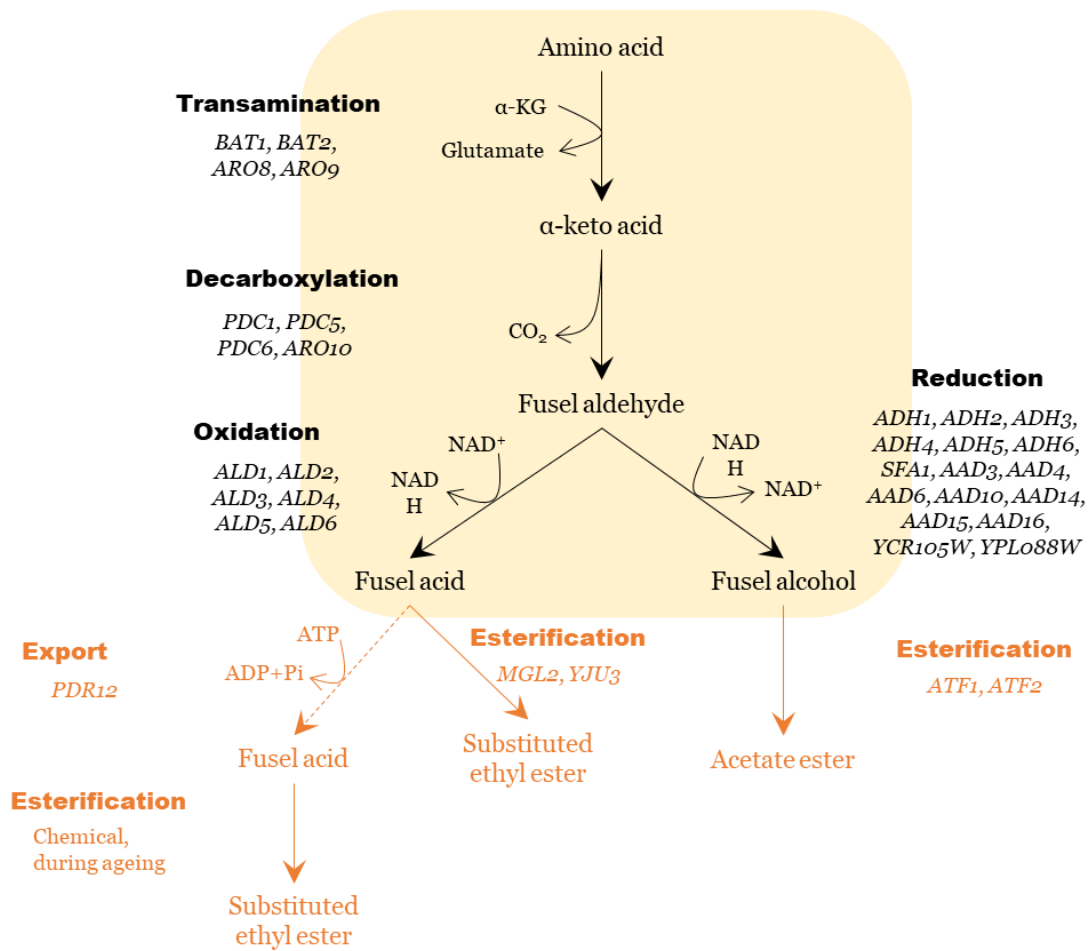 Amino acid
Transamination
BAT1, BAT2,
ARO8, ARO9
α-KG
Glutamate
α-keto acid
Decarboxylation
PDC1, PDC5,
PDC6, ARO10
CO₂
Fusel aldehyde
Oxidation
ALD1, ALD2,
ALD3, ALD4,
ALD5, ALD6
NAD⁺
NAD
H
NAD
H
NAD⁺
Reduction
ADH1, ADH2, ADH3,
ADH4, ADH5, ADH6,
SFA1, AAD3, AAD4,
AAD6, AAD10, AAD14,
AAD15, AAD16,
YCR105W, YPL088W
Fusel acid
Fusel alcohol
Export
PDR12
ATP
ADP+Pi
Esterification
MGL2, YJU3
Esterification
ATF1, ATF2
Fusel acid
Substituted
ethyl ester
Acetate ester
Esterification
Chemical,
during ageing
Substituted
ethyl ester